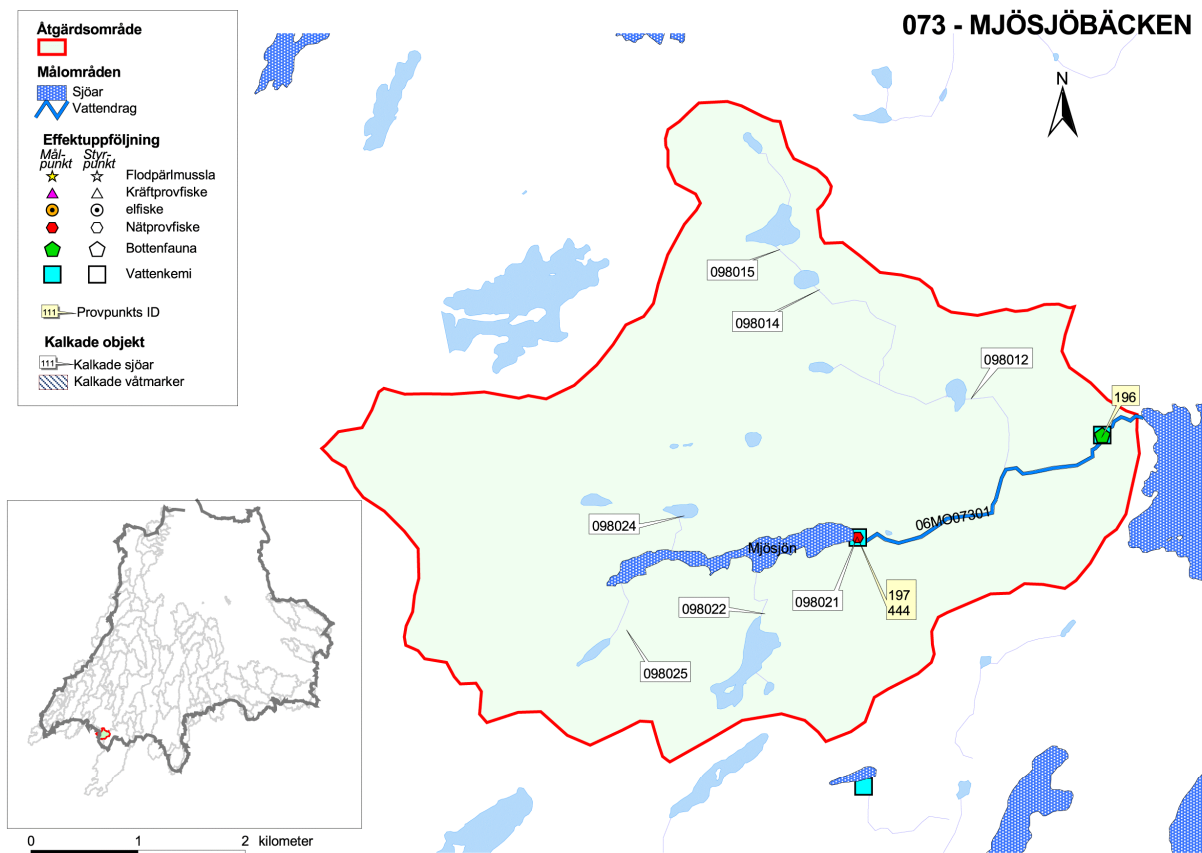 073 - MJÖSJÖBÄCKEN
Åtgärdsområde
Målområden
Sjöar
Vattendrag
Effektuppföljning
Mål- Styr-
punkt punkt
Flodpärlmussla
Kräftprovfiske
elfiske
Nätprovfiske
Bottenfauna
Vattenkemi
111 Provpunkts ID
Kalkade objekt
111 Kalkade sjöar
Kalkade våtmarker
N
098015
098014
098012
196
098024
06MO07301
Mjösjön
098022
098021
197
444
098025
0 1 2 kilometer